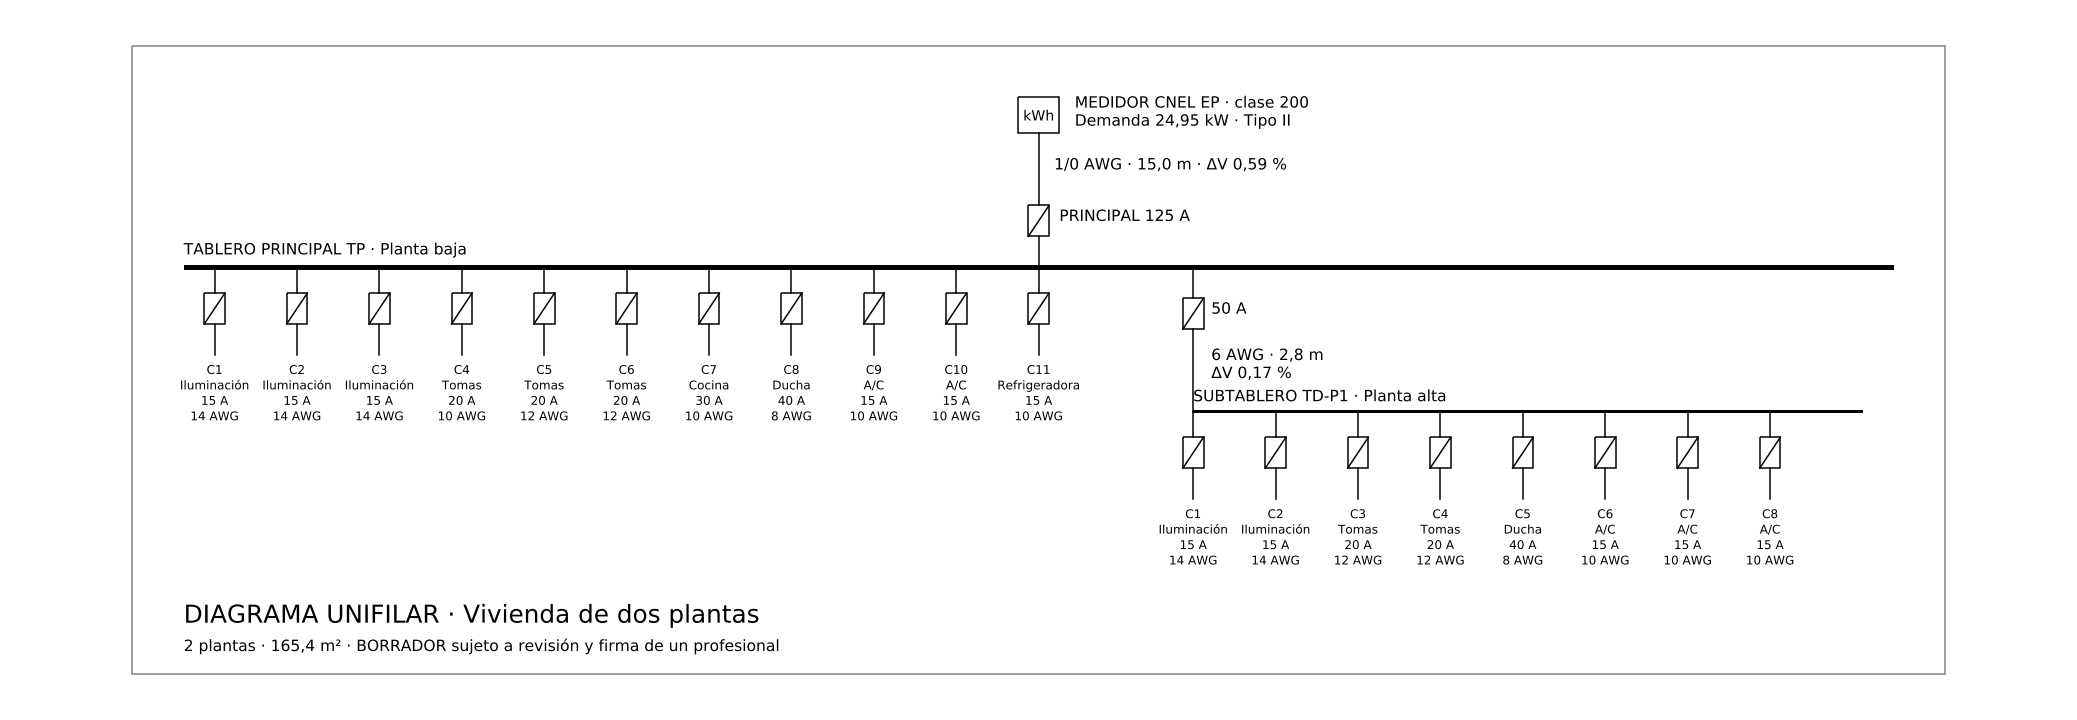 kWh
MEDIDOR CNEL EP · clase 200
Demanda 24,95 kW · Tipo II
1/0 AWG · 15,0 m · ΔV 0,59 %
PRINCIPAL 125 A
TABLERO PRINCIPAL TP · Planta baja
50 A
6 AWG · 2,8 m
ΔV 0,17 %
C1 C2 C3 C4 C5 C6 C7 C8 C9 C10 C11
Iluminación Iluminación Iluminación Tomas Tomas Tomas Cocina Ducha A/C A/C Refrigeradora
15 A 15 A 15 A 20 A 20 A 20 A 30 A 40 A 15 A 15 A 15 A
14 AWG 14 AWG 14 AWG 10 AWG 12 AWG 12 AWG 10 AWG 8 AWG 10 AWG 10 AWG 10 AWG
SUBTABLERO TD-P1 · Planta alta
C1 C2 C3 C4 C5 C6 C7 C8
Iluminación Iluminación Tomas Tomas Ducha A/C A/C A/C
15 A 15 A 20 A 20 A 40 A 15 A 15 A 15 A
14 AWG 14 AWG 12 AWG 12 AWG 8 AWG 10 AWG 10 AWG 10 AWG
DIAGRAMA UNIFILAR · Vivienda de dos plantas
2 plantas · 165,4 m² · BORRADOR sujeto a revisión y firma de un profesional